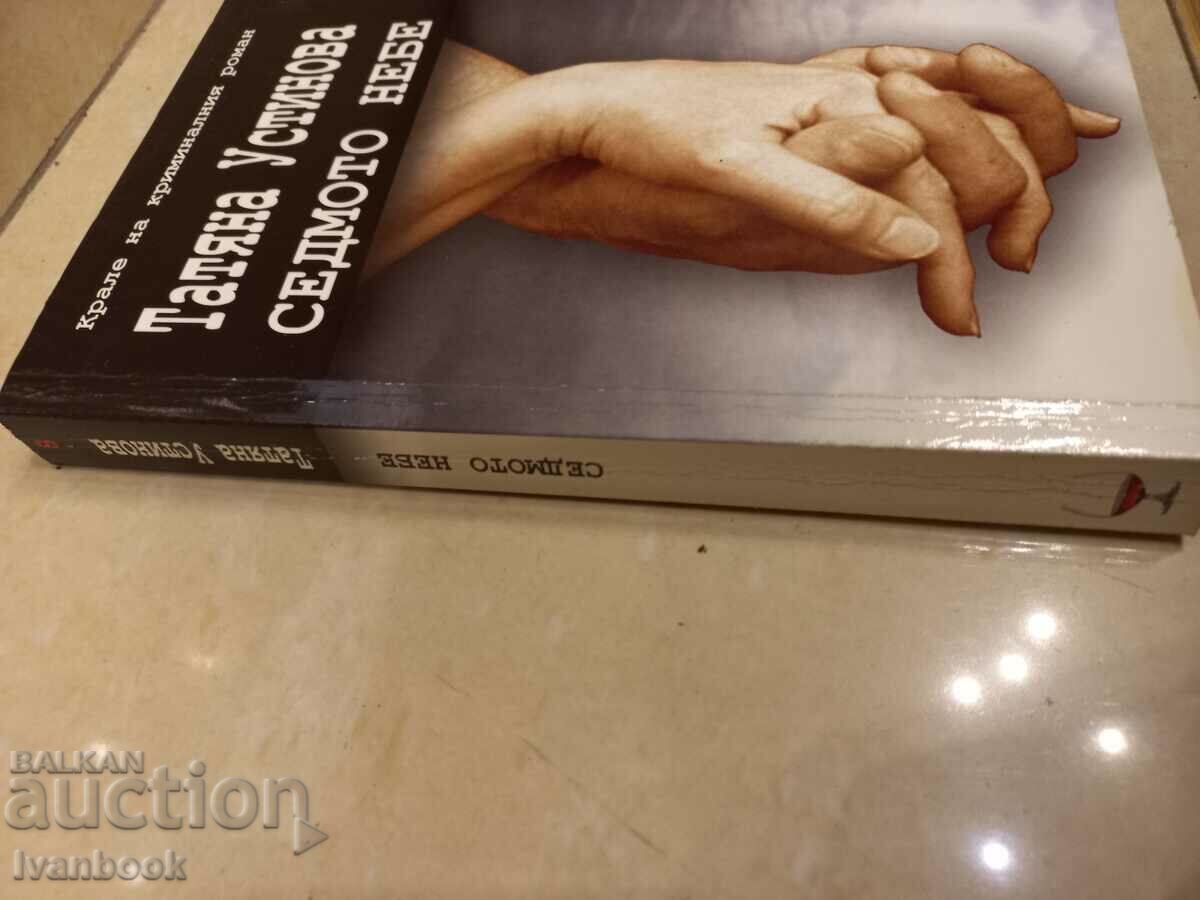 Крале на криминалния роман
Татяна Устинова
СЕДМОТО НЕБЕ
Татяна Устинова
СЕДМОТО НЕБЕ
BALKAN
auction
Ivanbook